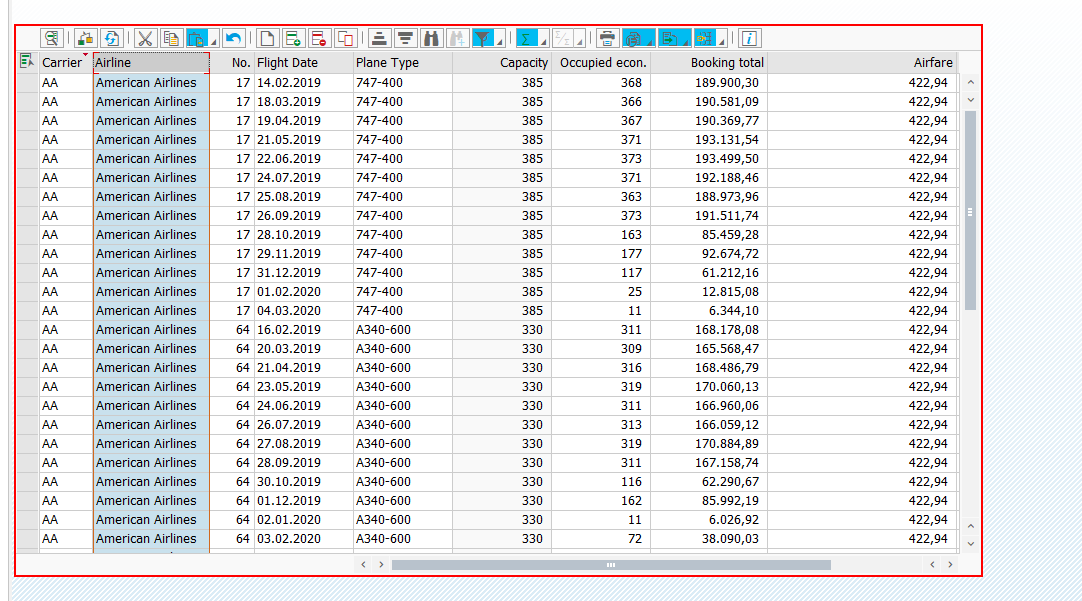 Carrier Airline No. Flight Date Plane Type Capacity Occupied econ. Booking total Airfare
AA American Airlines 17 14.02.2019 747-400 385 368 189.900,30 422,94
AA American Airlines 17 18.03.2019 747-400 385 366 190.581,09 422,94
AA American Airlines 17 19.04.2019 747-400 385 367 190.369,77 422,94
AA American Airlines 17 21.05.2019 747-400 385 371 193.131,54 422,94
AA American Airlines 17 22.06.2019 747-400 385 373 193.499,50 422,94
AA American Airlines 17 24.07.2019 747-400 385 371 192.188,46 422,94
AA American Airlines 17 25.08.2019 747-400 385 363 188.973,96 422,94
AA American Airlines 17 26.09.2019 747-400 385 373 191.511,74 422,94
AA American Airlines 17 28.10.2019 747-400 385 163 85.459,28 422,94
AA American Airlines 17 29.11.2019 747-400 385 177 92.674,72 422,94
AA American Airlines 17 31.12.2019 747-400 385 117 61.212,16 422,94
AA American Airlines 17 01.02.2020 747-400 385 25 12.815,08 422,94
AA American Airlines 17 04.03.2020 747-400 385 11 6.344,10 422,94
AA American Airlines 64 16.02.2019 A340-600 330 311 168.178,08 422,94
AA American Airlines 64 20.03.2019 A340-600 330 309 165.568,47 422,94
AA American Airlines 64 21.04.2019 A340-600 330 316 168.486,79 422,94
AA American Airlines 64 23.05.2019 A340-600 330 319 170.060,13 422,94
AA American Airlines 64 24.06.2019 A340-600 330 311 166.960,06 422,94
AA American Airlines 64 26.07.2019 A340-600 330 313 166.059,12 422,94
AA American Airlines 64 27.08.2019 A340-600 330 319 170.884,89 422,94
AA American Airlines 64 28.09.2019 A340-600 330 311 167.158,74 422,94
AA American Airlines 64 30.10.2019 A340-600 330 116 62.290,67 422,94
AA American Airlines 64 01.12.2019 A340-600 330 162 85.992,19 422,94
AA American Airlines 64 02.01.2020 A340-600 330 11 6.026,92 422,94
AA American Airlines 64 03.02.2020 A340-600 330 72 38.090,03 422,94